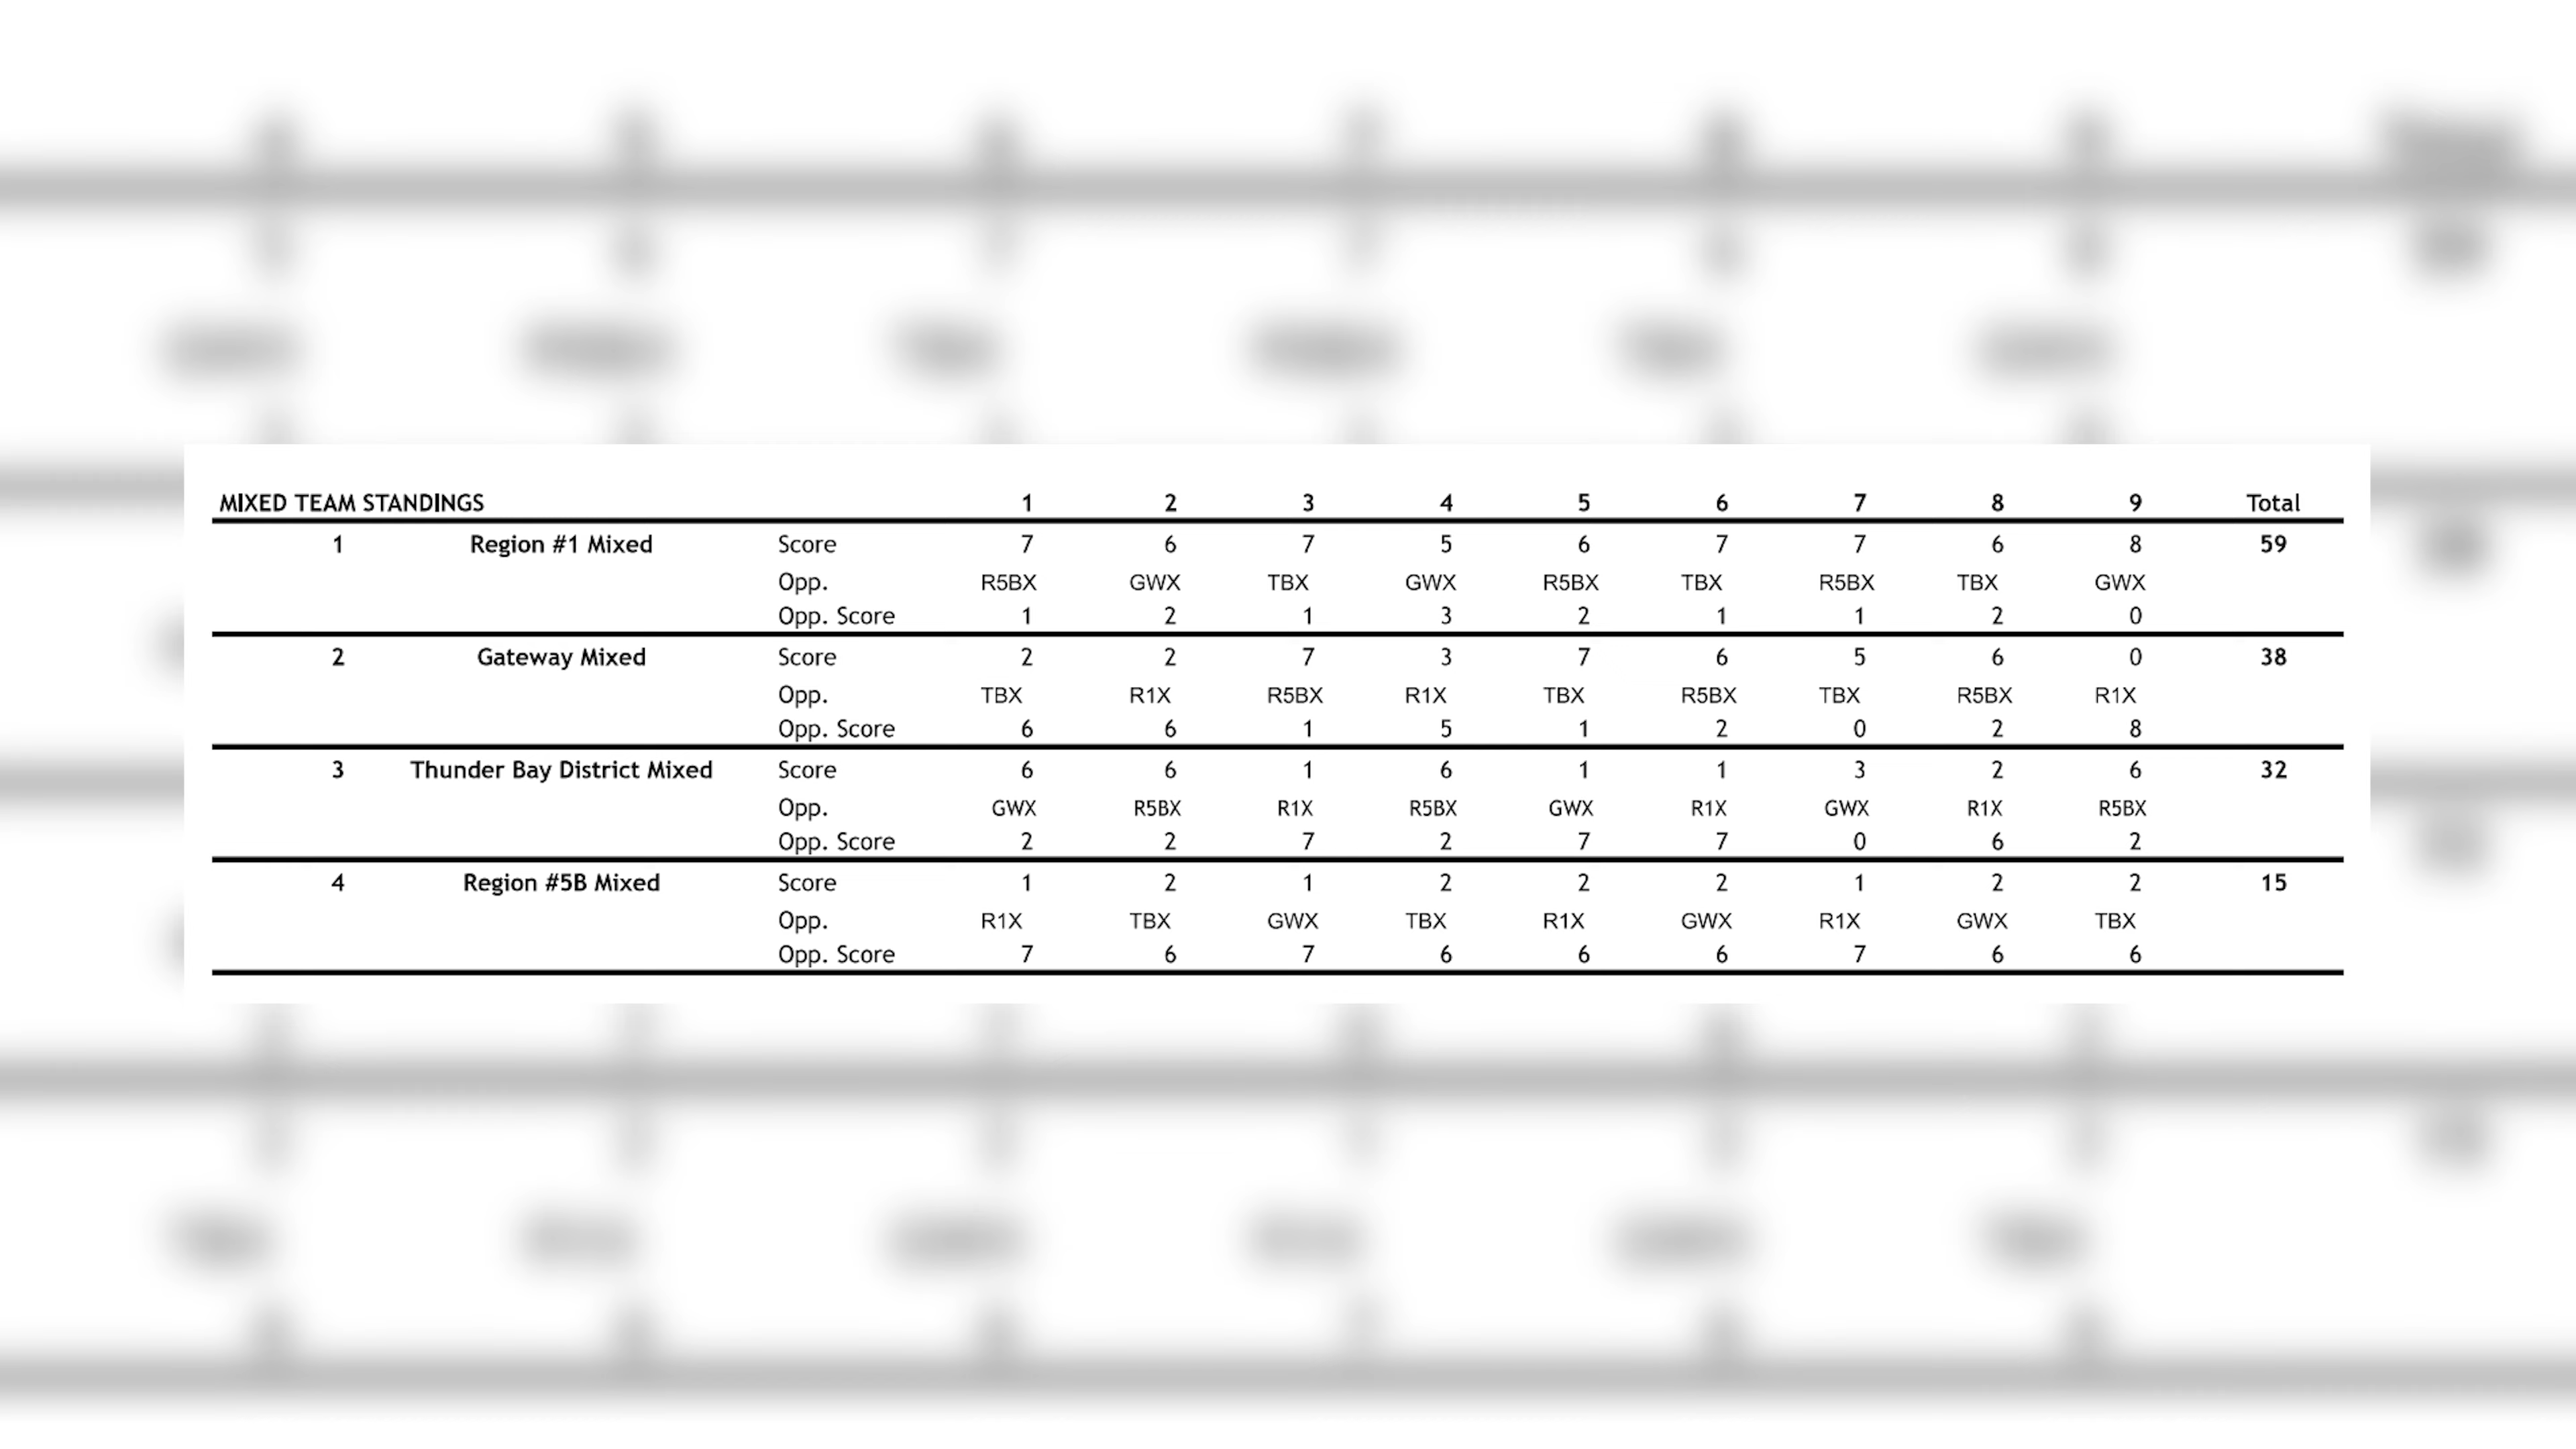 MIXED TEAM STANDINGS 1 2 3 4 5 6 7 8 9 Total
1 Region #1 Mixed Score 7 6 7 5 6 7 7 6 8 59
Opp. R5BX GWX TBX GWX R5BX TBX R5BX TBX GWX
Opp. Score 1 2 1 3 2 1 1 2 0
2 Gateway Mixed Score 2 2 7 3 7 6 5 6 0 38
Opp. TBX R1X R5BX R1X TBX R5BX TBX R5BX R1X
Opp. Score 6 6 1 5 1 2 0 2 8
3 Thunder Bay District Mixed Score 6 6 1 6 1 1 3 2 6 32
Opp. GWX R5BX R1X R5BX GWX R1X GWX R1X R5BX
Opp. Score 2 2 7 2 7 7 0 6 2
4 Region #5B Mixed Score 1 2 1 2 2 2 1 2 2 15
Opp. R1X TBX GWX TBX R1X GWX R1X GWX TBX
Opp. Score 7 6 7 6 6 6 7 6 6